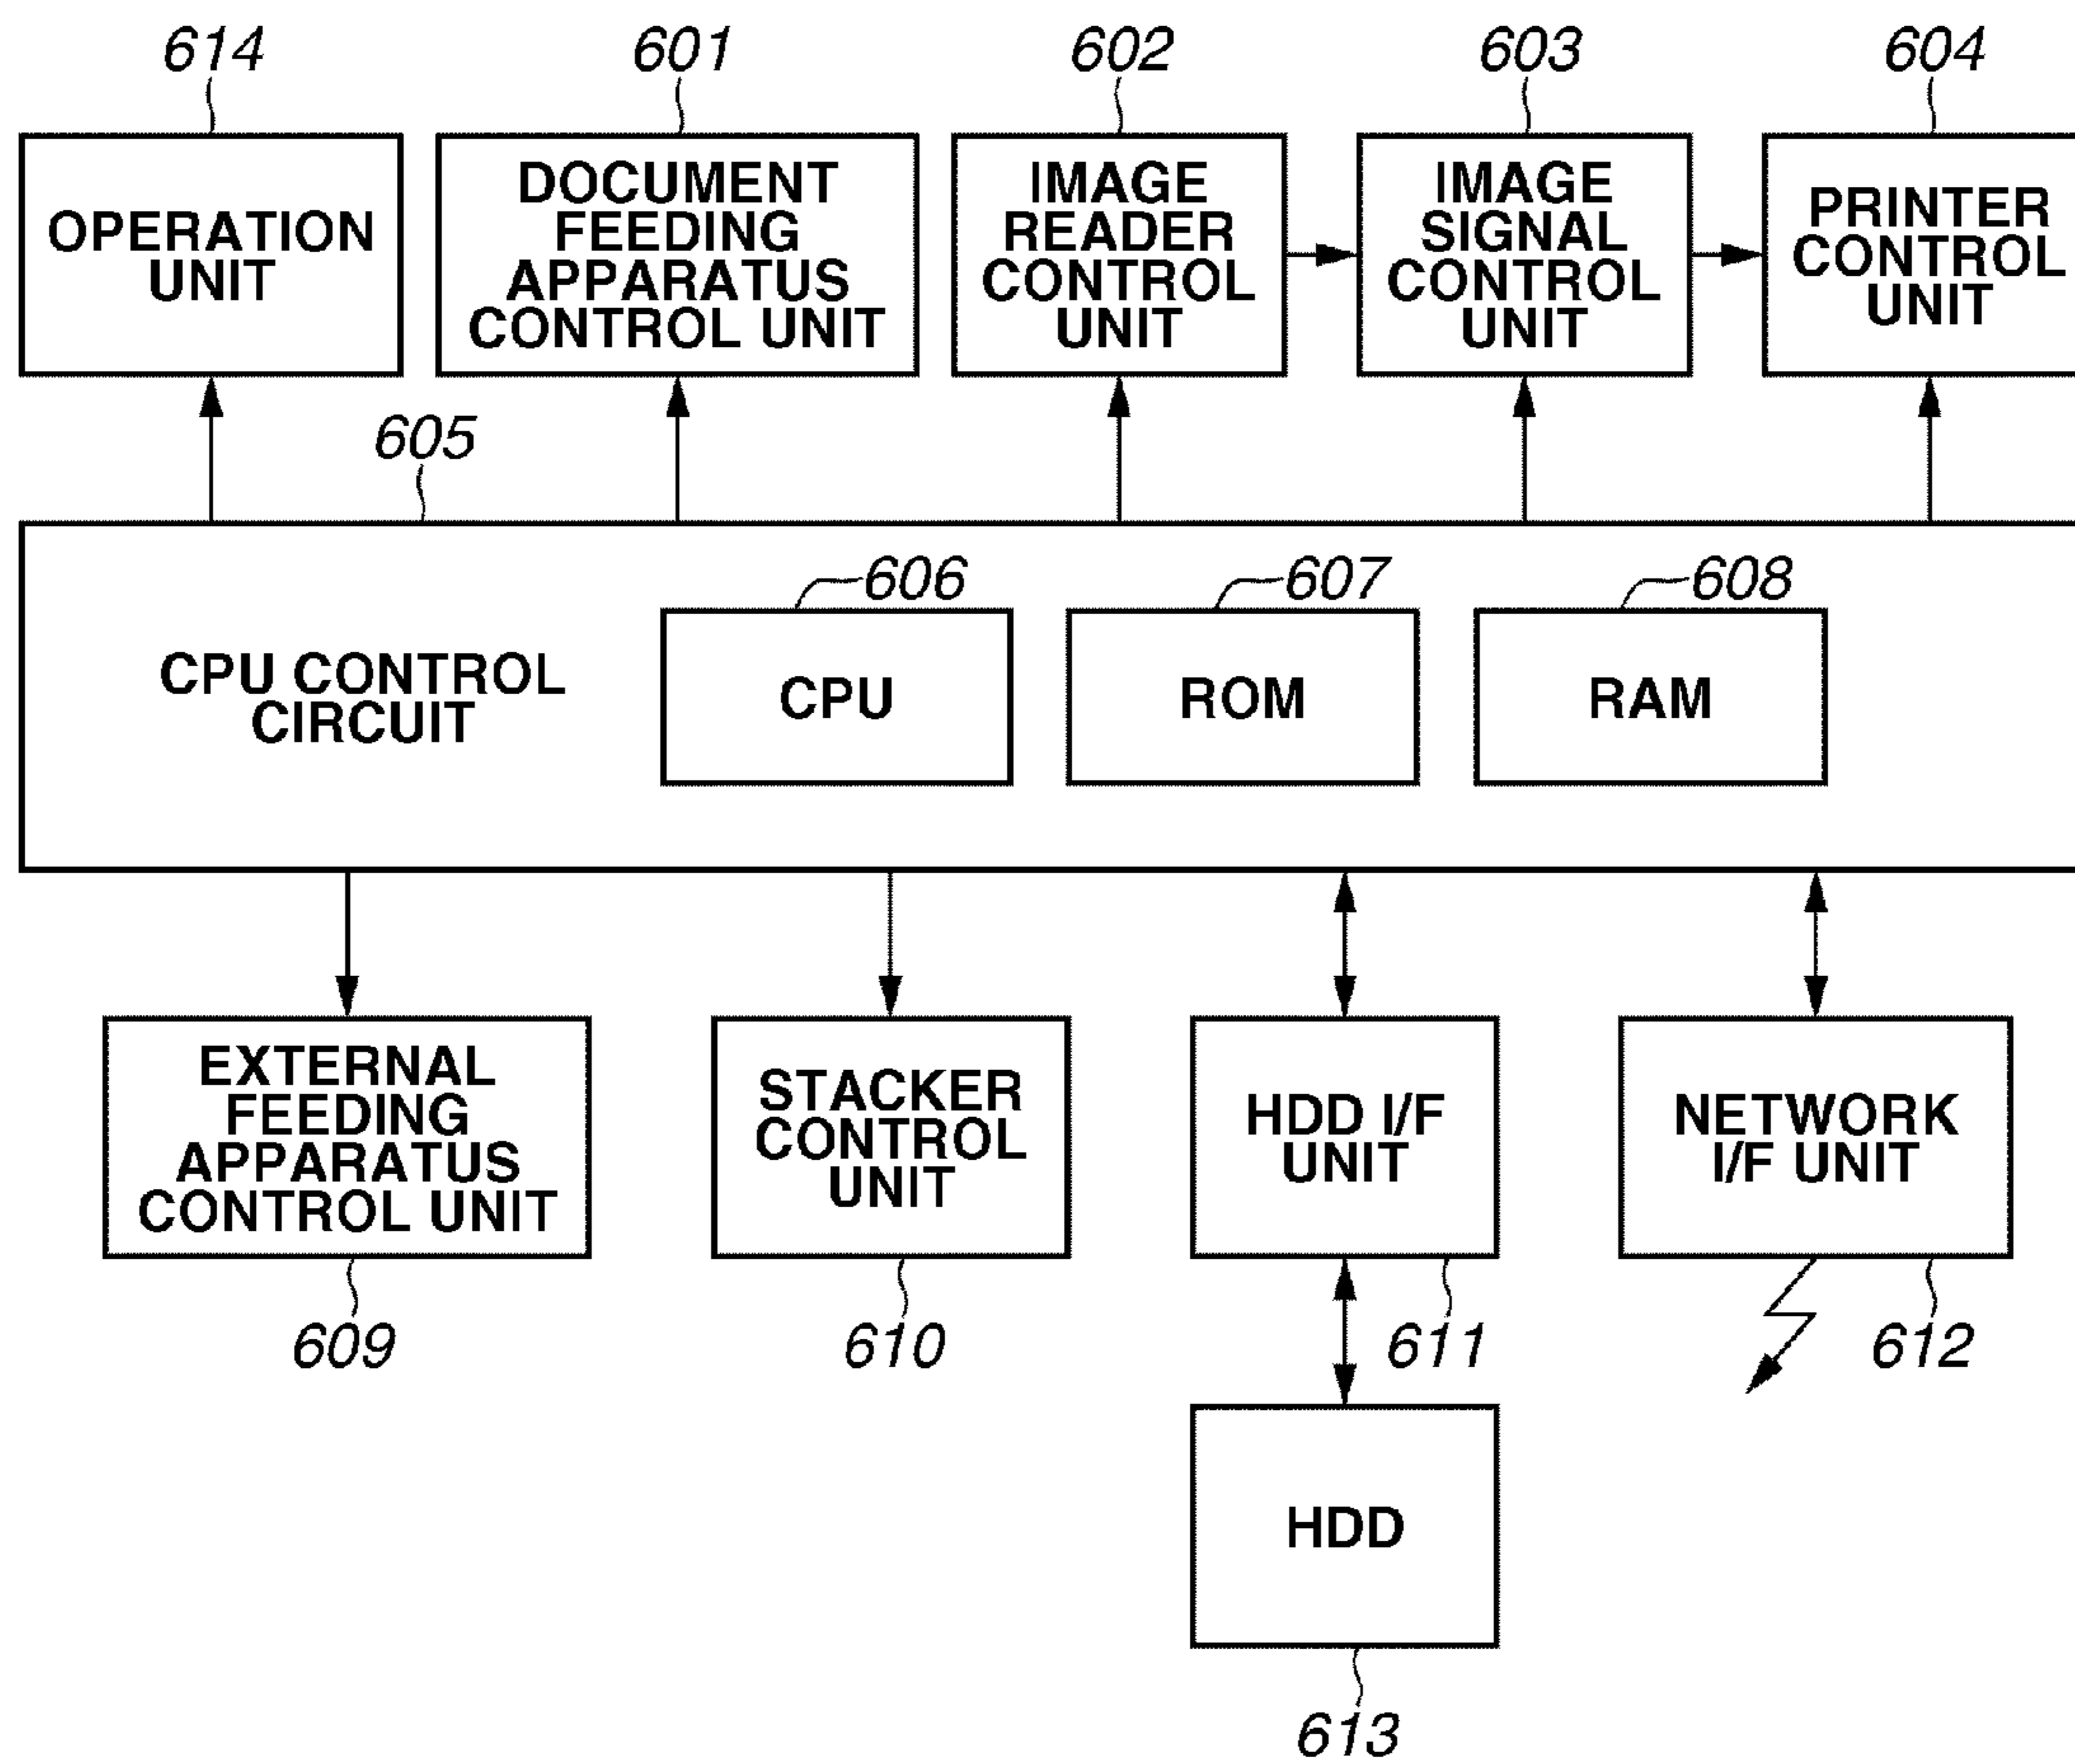 614
601
602
603
604
OPERATION
UNIT
DOCUMENT
FEEDING
APPARATUS
CONTROL UNIT
IMAGE
READER
CONTROL
UNIT
IMAGE
SIGNAL
CONTROL
UNIT
PRINTER
CONTROL
UNIT
605
CPU CONTROL
CIRCUIT
606
CPU
607
ROM
608
RAM
EXTERNAL
FEEDING
APPARATUS
CONTROL UNIT
609
STACKER
CONTROL
UNIT
610
HDD I/F
UNIT
611
NETWORK
I/F UNIT
612
HDD
613